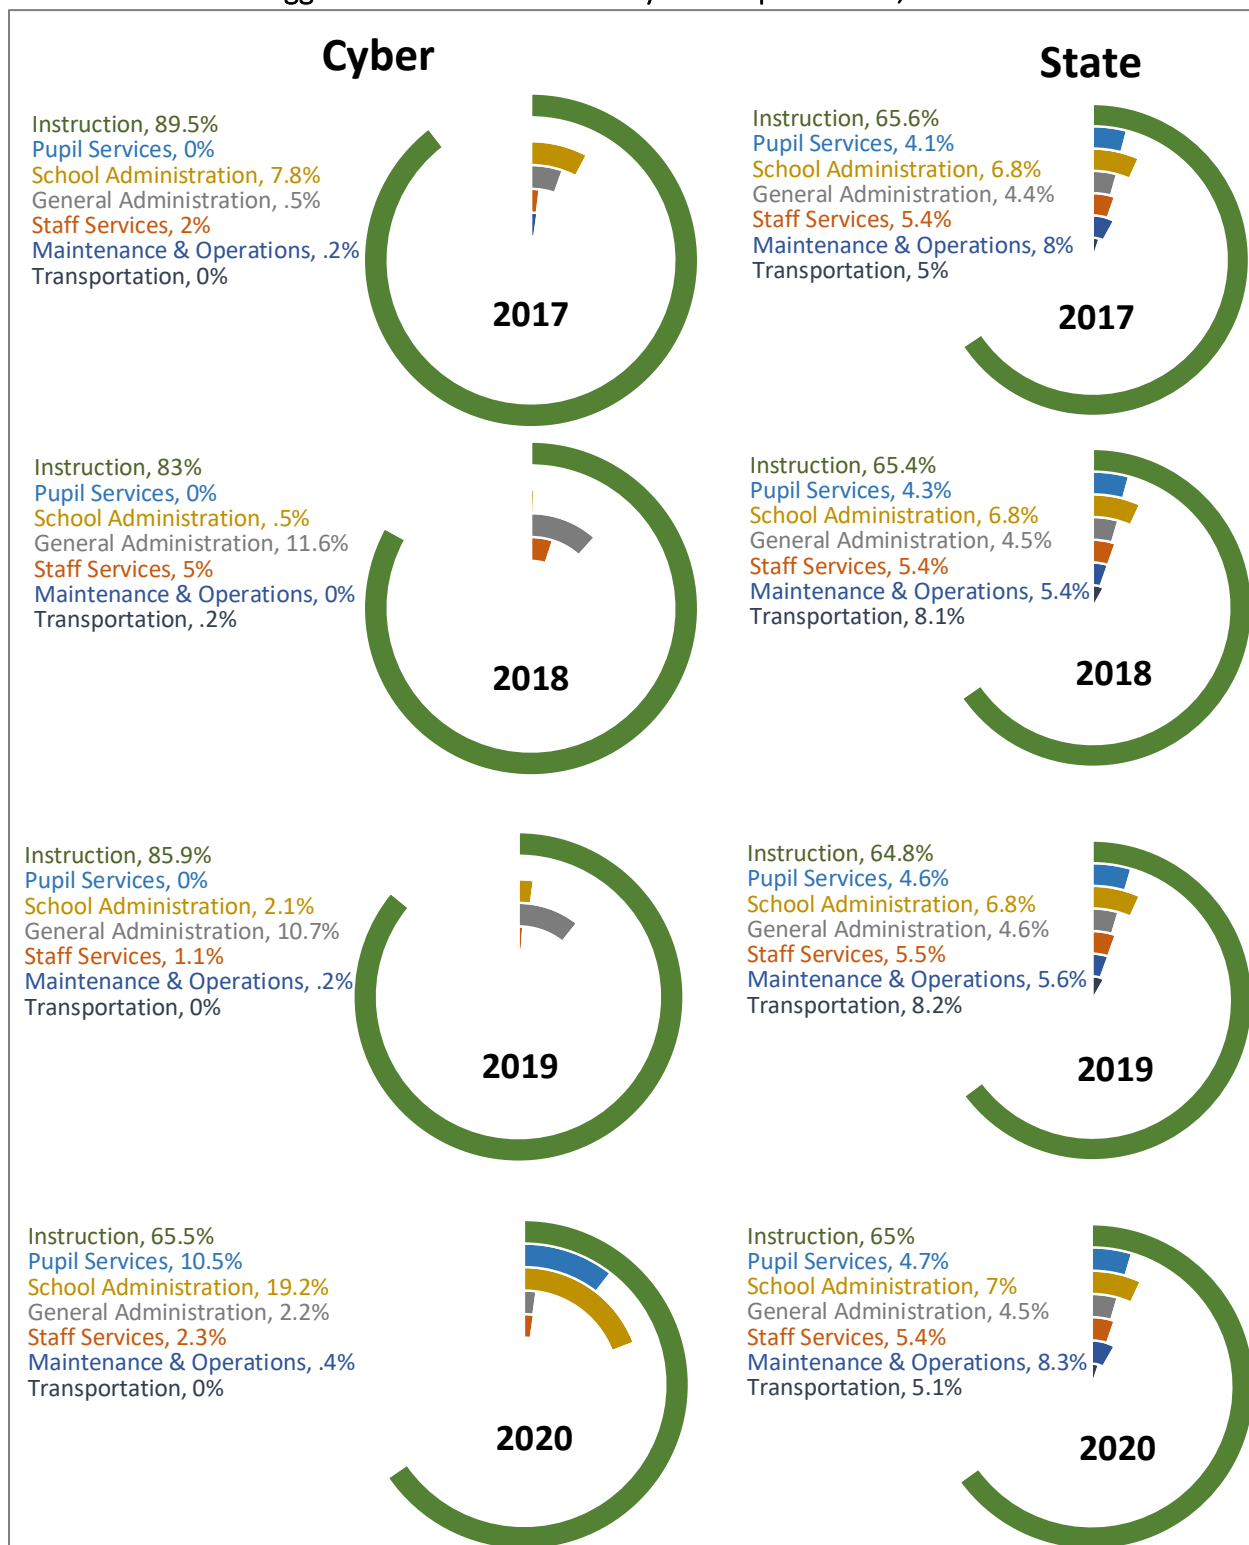 Cyber
Instruction, 89.5%
Pupil Services, 0%
School Administration, 7.8%
General Administration, .5%
Staff Services, 2%
Maintenance & Operations, .2%
Transportation, 0%
2017
Instruction, 83%
Pupil Services, 0%
School Administration, .5%
General Administration, 11.6%
Staff Services, 5%
Maintenance & Operations, 0%
Transportation, .2%
2018
Instruction, 85.9%
Pupil Services, 0%
School Administration, 2.1%
General Administration, 10.7%
Staff Services, 1.1%
Maintenance & Operations, .2%
Transportation, 0%
2019
Instruction, 65.5%
Pupil Services, 10.5%
School Administration, 19.2%
General Administration, 2.2%
Staff Services, 2.3%
Maintenance & Operations, .4%
Transportation, 0%
2020
State
Instruction, 65.6%
Pupil Services, 4.1%
School Administration, 6.8%
General Administration, 4.4%
Staff Services, 5.4%
Maintenance & Operations, 8%
Transportation, 5%
2017
Instruction, 65.4%
Pupil Services, 4.3%
School Administration, 6.8%
General Administration, 4.5%
Staff Services, 5.4%
Maintenance & Operations, 5.4%
Transportation, 8.1%
2018
Instruction, 64.8%
Pupil Services, 4.6%
School Administration, 6.8%
General Administration, 4.6%
Staff Services, 5.5%
Maintenance & Operations, 5.6%
Transportation, 8.2%
2019
Instruction, 65%
Pupil Services, 4.7%
School Administration, 7%
General Administration, 4.5%
Staff Services, 5.4%
Maintenance & Operations, 8.3%
Transportation, 5.1%
2020